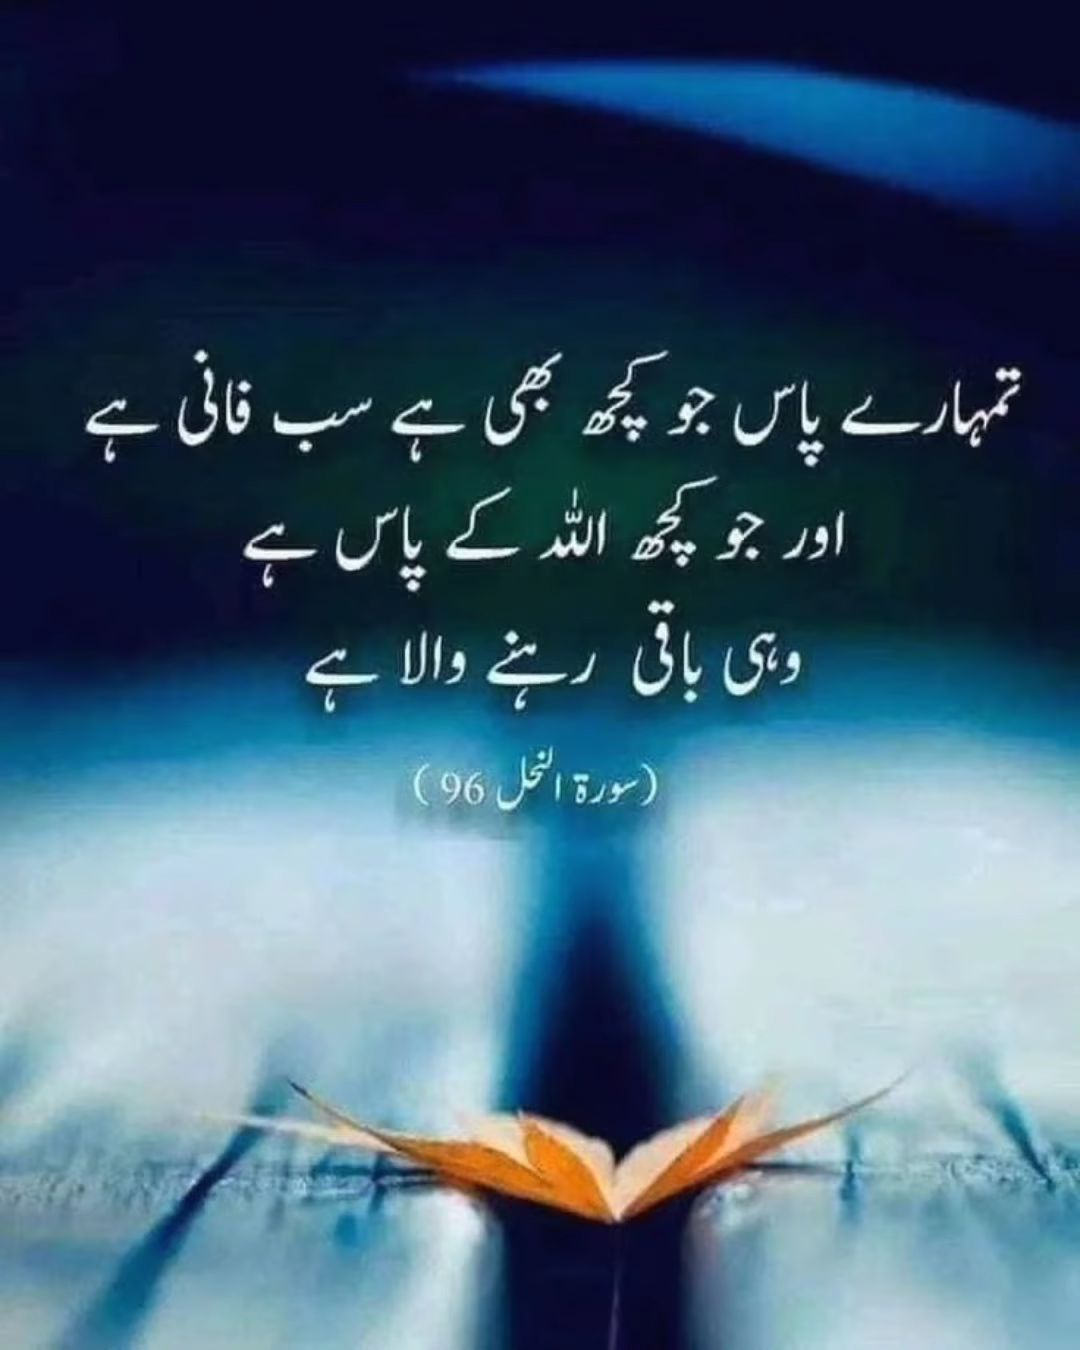 تمہارے پاس جو کچھ بھی ہے سب فانی ہے
اور جو کچھ اللہ کے پاس ہے
وہی باقی رہنے والا ہے
(سورۃ النحل 96)